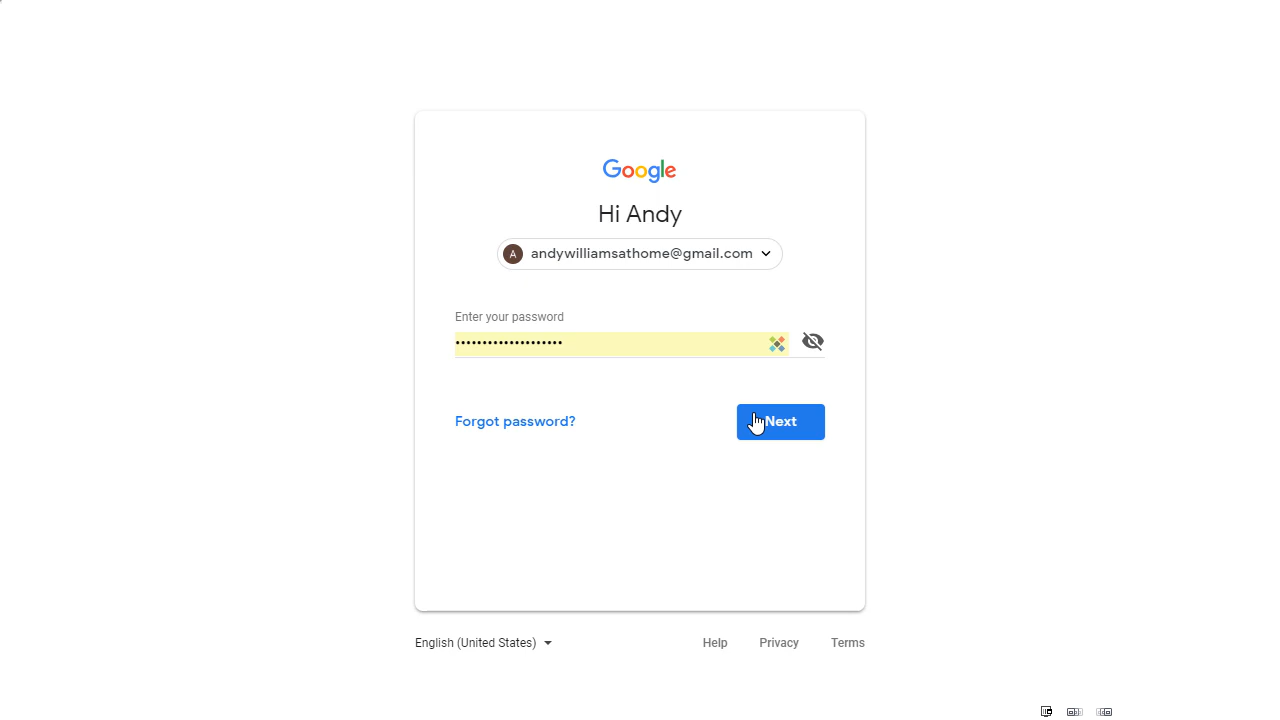 Google
Hi Andy
A andywilliamsathome@gmail.com
Enter your password
••••••••••••••••••••
Forgot password? Next
English (United States) Help Privacy Terms